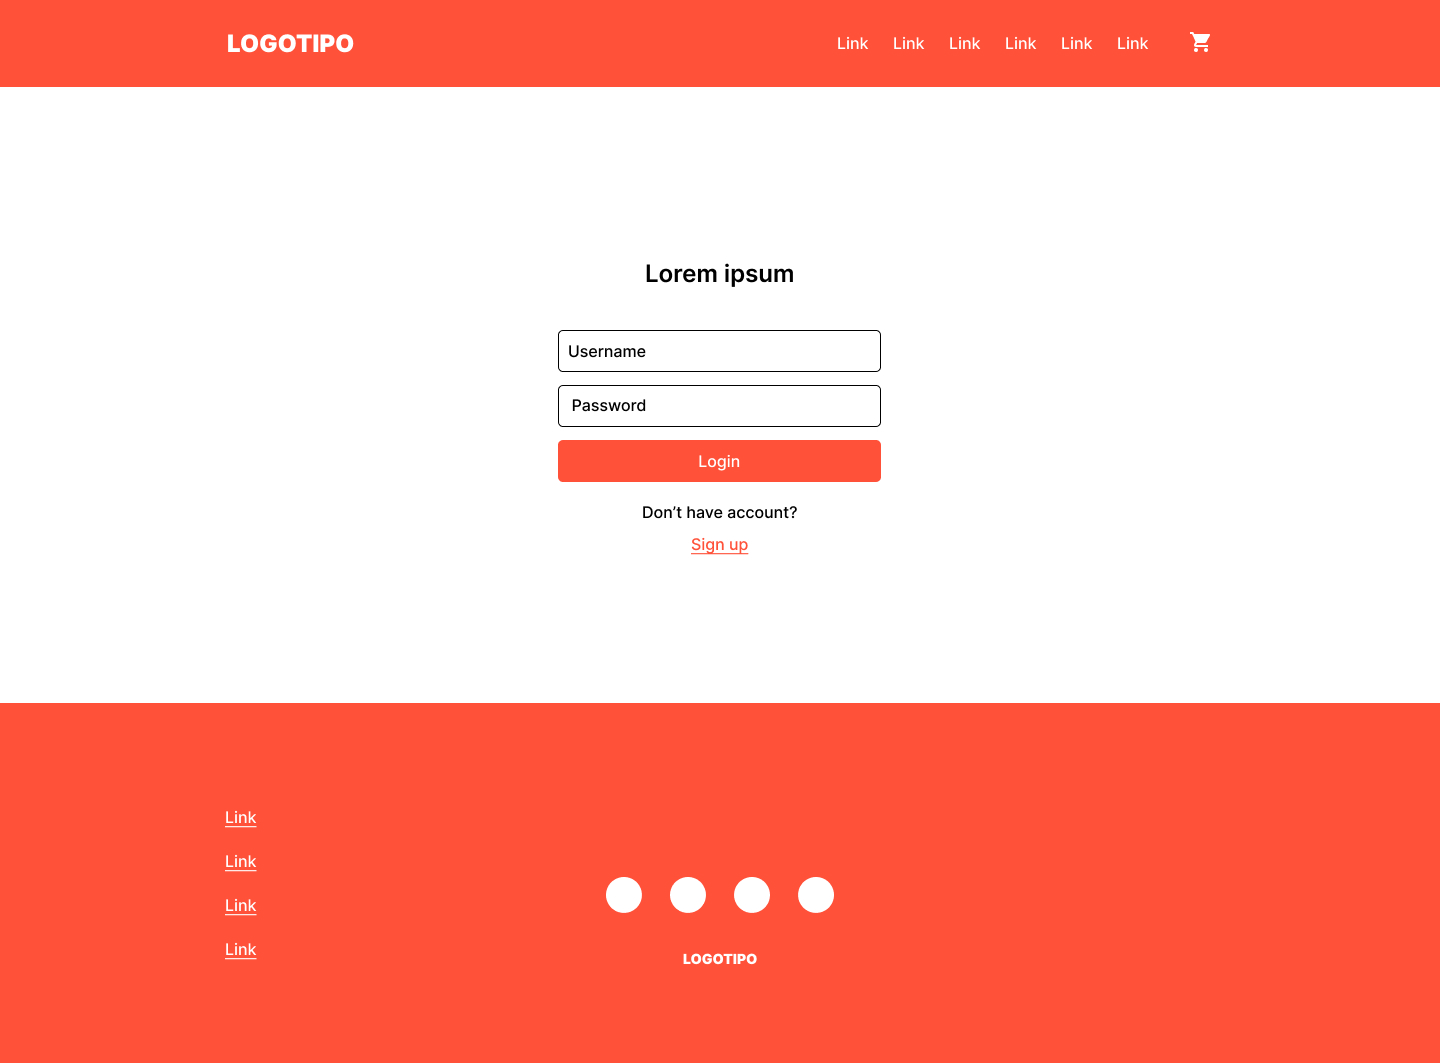 LOGOTIPO
Link Link Link Link Link Link
Lorem ipsum
Username
Password
Login
Don’t have account?
Sign up
Link
Link
Link
Link
LOGOTIPO